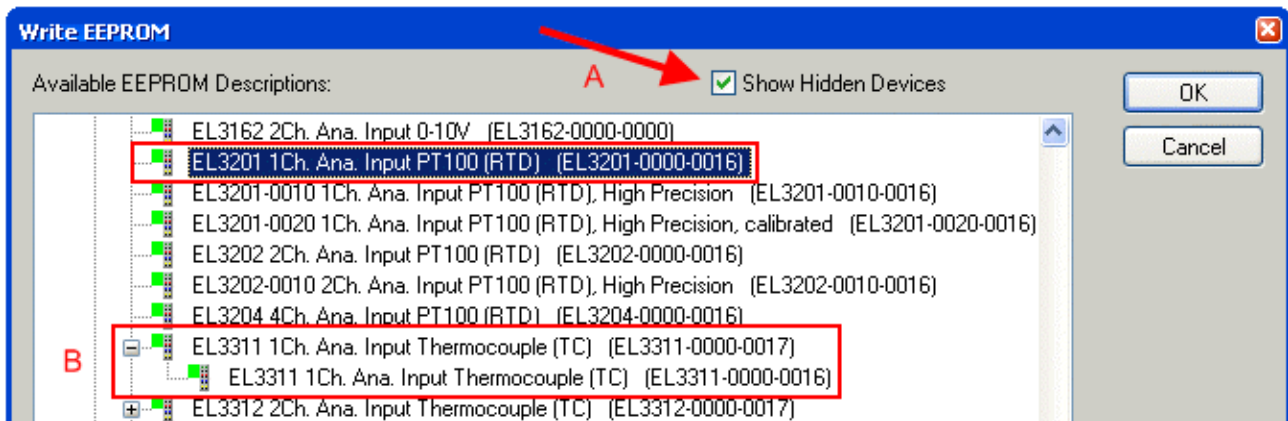 Write EEPROM
Available EEPROM Descriptions:
A
Show Hidden Devices
OK
Cancel
EL3162 2Ch. Ana. Input 0-10V (EL3162-0000-0000)
EL3201 1Ch. Ana. Input PT100 (RTD) (EL3201-0000-0016)
EL3201-0010 1Ch. Ana. Input PT100 (RTD), High Precision (EL3201-0010-0016)
EL3201-0020 1Ch. Ana. Input PT100 (RTD), High Precision, calibrated (EL3201-0020-0016)
EL3202 2Ch. Ana. Input PT100 (RTD) (EL3202-0000-0016)
EL3202-0010 2Ch. Ana. Input PT100 (RTD), High Precision (EL3202-0010-0016)
EL3204 4Ch. Ana. Input PT100 (RTD) (EL3204-0000-0016)
B
EL3311 1Ch. Ana. Input Thermocouple (TC) (EL3311-0000-0017)
EL3311 1Ch. Ana. Input Thermocouple (TC) (EL3311-0000-0016)
EL3312 2Ch. Ana. Input Thermocouple (TC) (EL3312-0000-0017)